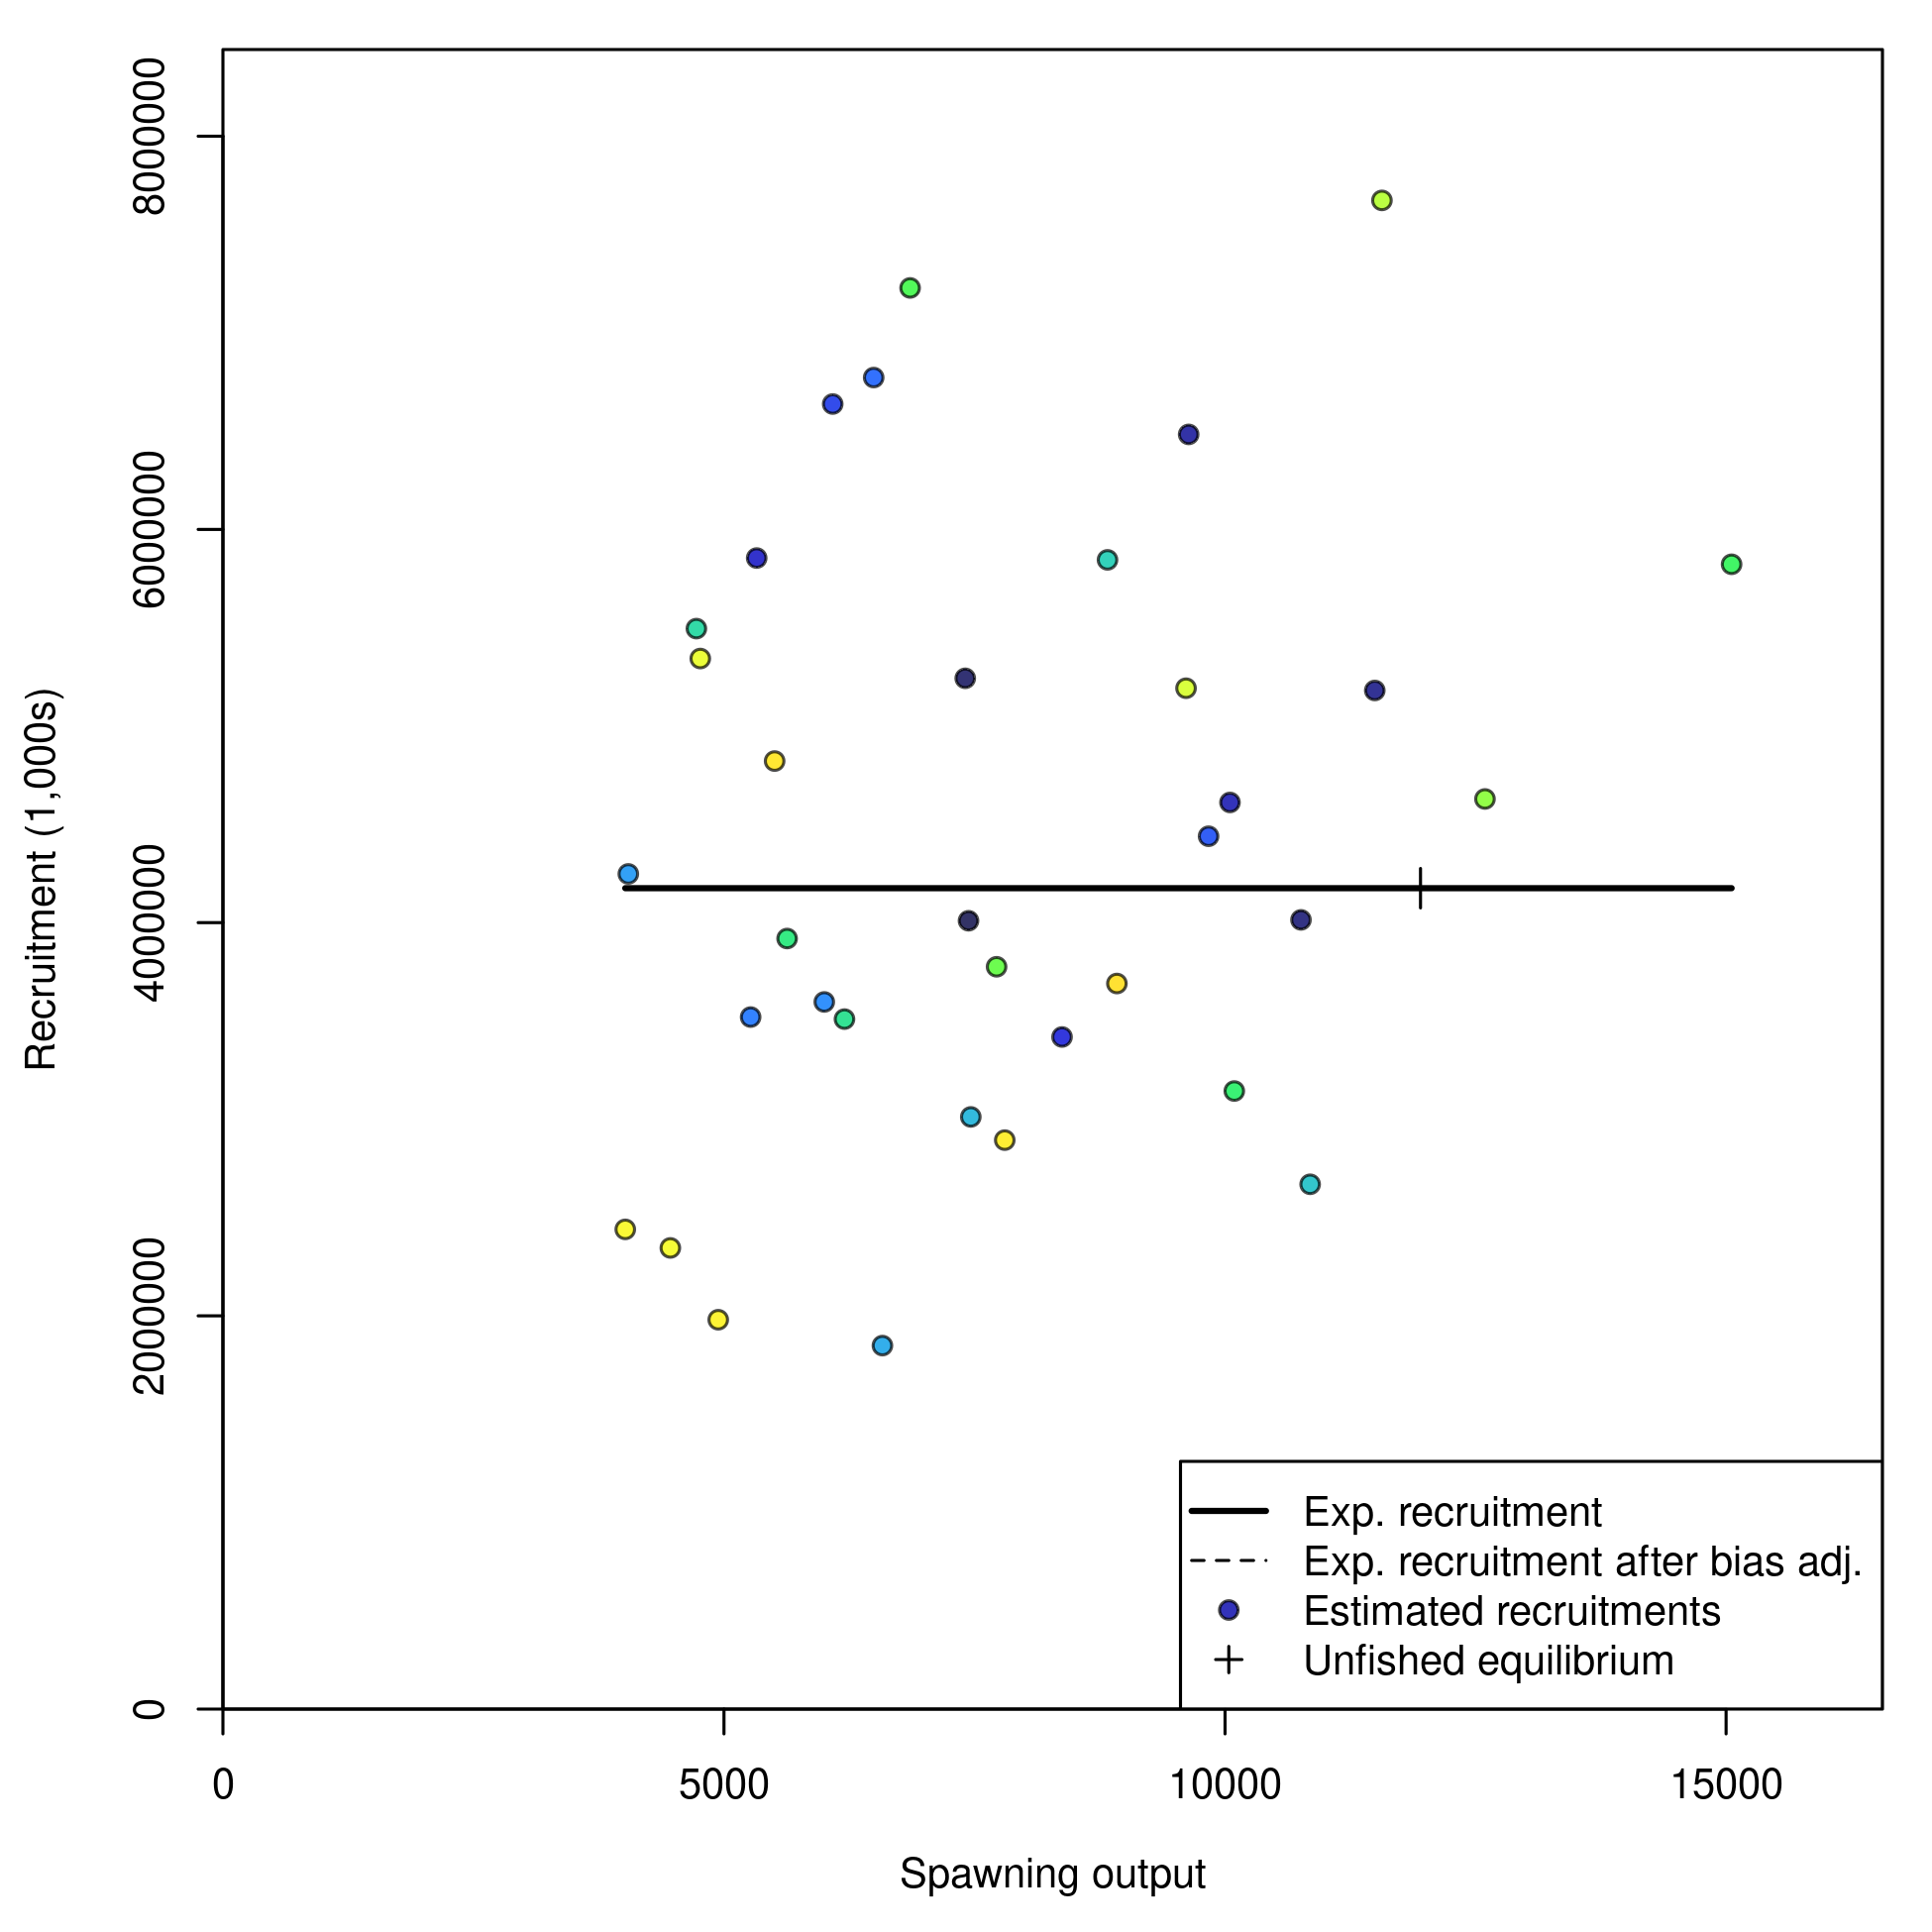 Recruitment (1,000s)
8000000
6000000
4000000
2000000
0
Exp. recruitment
Exp. recruitment after bias adj.
Estimated recruitments
Unfished equilibrium
0 5000 10000 15000
Spawning output